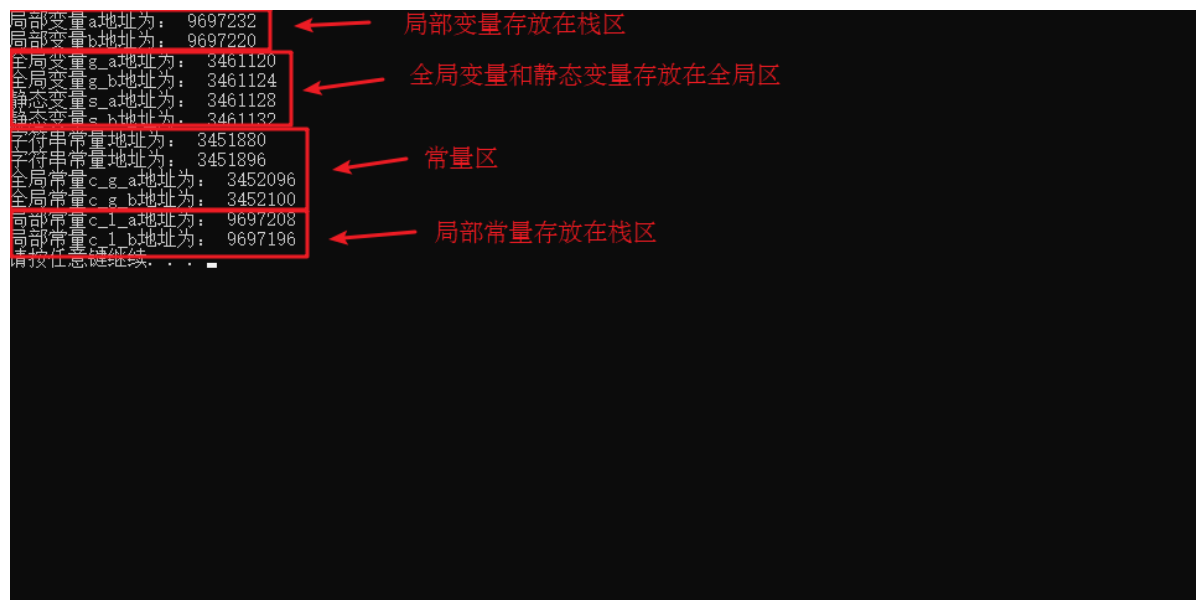 局部变量a地址为： 9697232
局部变量b地址为： 9697220
局部变量存放在栈区
全局变量g_a地址为： 3461120
全局变量g_b地址为： 3461124
静态变量s_a地址为： 3461128
静态变量s_b地址为： 3461132
全局变量和静态变量存放在全局区
字符串常量地址为： 3451880
字符串常量地址为： 3451896
全局常量c_g_a地址为： 3452096
全局常量c_g_b地址为： 3452100
常量区
局部常量c_l_a地址为： 9697208
局部常量c_l_b地址为： 9697196
局部常量存放在栈区
请按任意键继续. . .